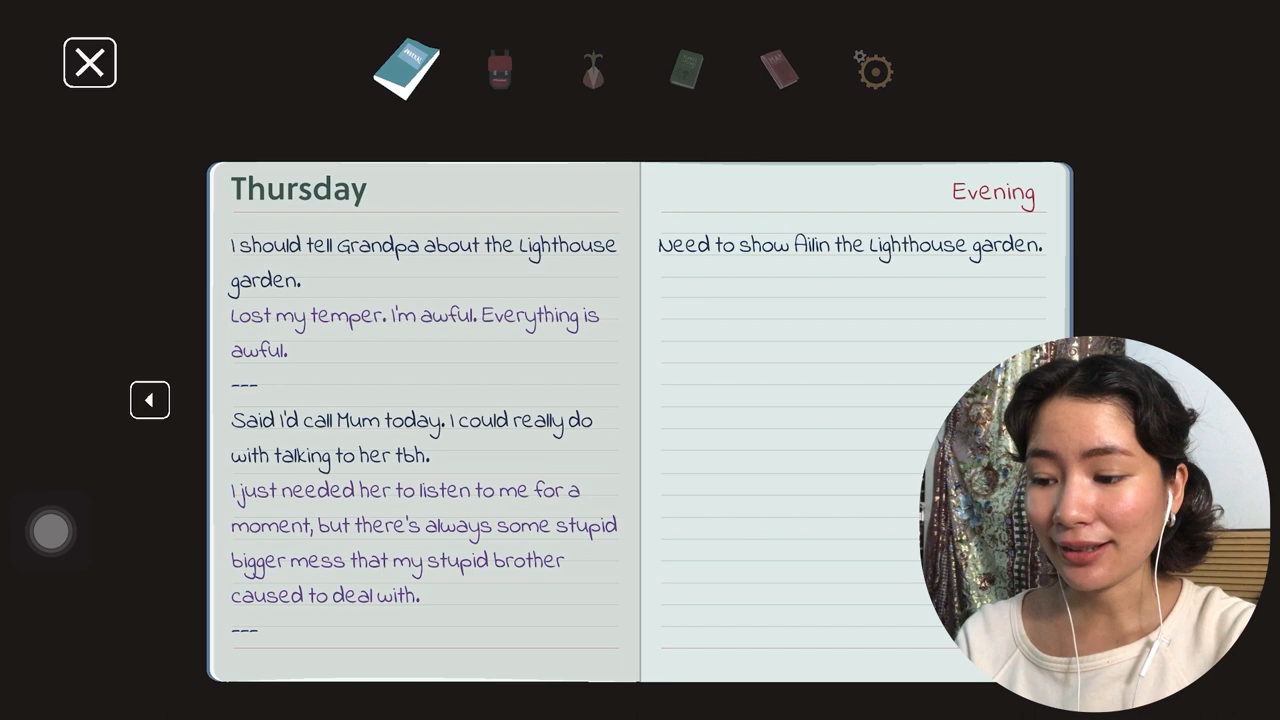 Thursday
I should tell Grandpa about the Lighthouse
garden.
Lost my temper. I'm awful. Everything is
awful.
---
Said I'd call Mum today. I could really do
with talking to her tbh.
I just needed her to listen to me for a
moment, but there's always some stupid
bigger mess that my stupid brother
caused to deal with.
---
Evening
Need to show Ailin the Lighthouse garden.